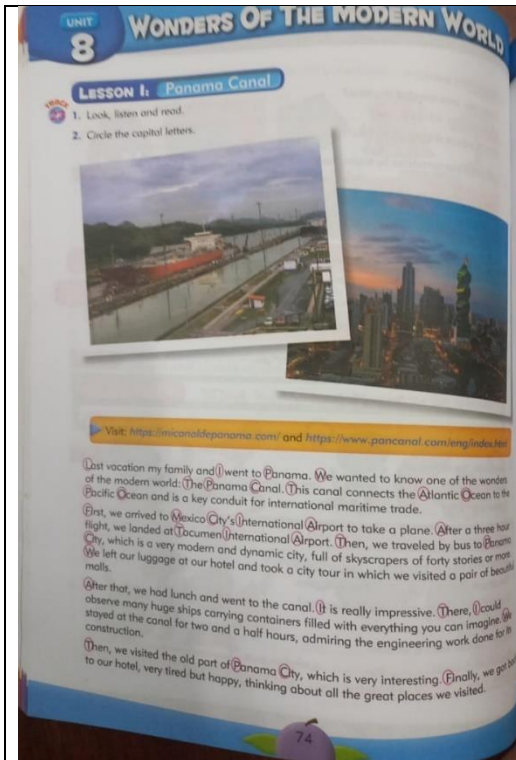 UNIT
8
WONDERS OF THE MODERN WORLD
LESSON 1: Panama Canal
TRACK
1. Look, listen and read.
2. Circle the capital letters.
Visit: https://micanaldepanama.com/ and https://www.pancanal.com/eng/index.html
Last vacation my family and I went to Panama. We wanted to know one of the wonders
of the modern world: The Panama Canal. This canal connects the Atlantic Ocean to the
Pacific Ocean and is a key conduit for international maritime trade.
First, we arrived to Mexico City's International Airport to take a plane. After a three hour
flight, we landed at Tocumen International Airport. Then, we traveled by bus to Panama
City, which is a very modern and dynamic city, full of skyscrapers of forty stories or more.
We left our luggage at our hotel and took a city tour in which we visited a pair of beautiful
malls.
After that, we had lunch and went to the canal. It is really impressive. There, I could
observe many huge ships carrying containers filled with everything you can imagine. We
stayed at the canal for two and a half hours, admiring the engineering work done for its
construction.
Then, we visited the old part of Panama City, which is very interesting. Finally, we got back
to our hotel, very tired but happy, thinking about all the great places we visited.
74